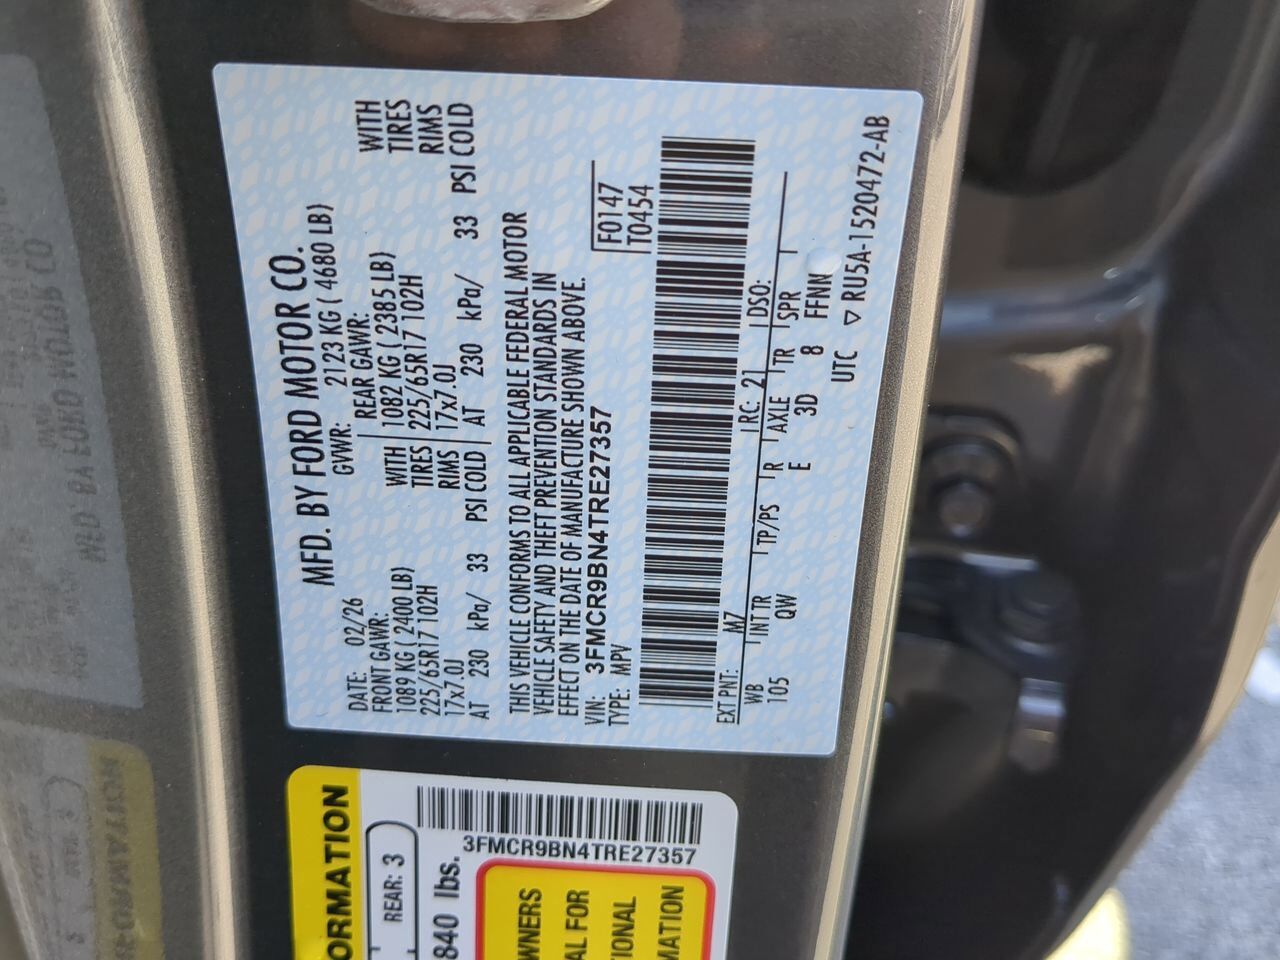 MFD. BY FORD MOTOR CO.
DATE: 02/26 GVWR: 2123 KG ( 4680 LB)
FRONT GAWR: REAR GAWR:
1089 KG ( 2400 LB) WITH 1082 KG ( 2385 LB) WITH
225/65R17 102H TIRES 225/65R17 102H TIRES
17x7.0J RIMS 17x7.0J RIMS
AT 230 kPa/ 33 PSI COLD AT 230 kPa/ 33 PSI COLD
THIS VEHICLE CONFORMS TO ALL APPLICABLE FEDERAL MOTOR
VEHICLE SAFETY AND THEFT PREVENTION STANDARDS IN
EFFECT ON THE DATE OF MANUFACTURE SHOWN ABOVE.
VIN: 3FMCR9BN4TRE27357 F0147
TYPE: MPV T0454
EXT PNT: M7 RC: 21 DSO:
WB INT TR TP/PS R AXLE TR SPR
105 QW E 3D 8 FFNN
UTC ▽ RU5A-1520472-AB
ORMATION
REAR: 3
840 lbs.
3FMCR9BN4TRE27357
WNERS
AL FOR
TIONAL
MATION